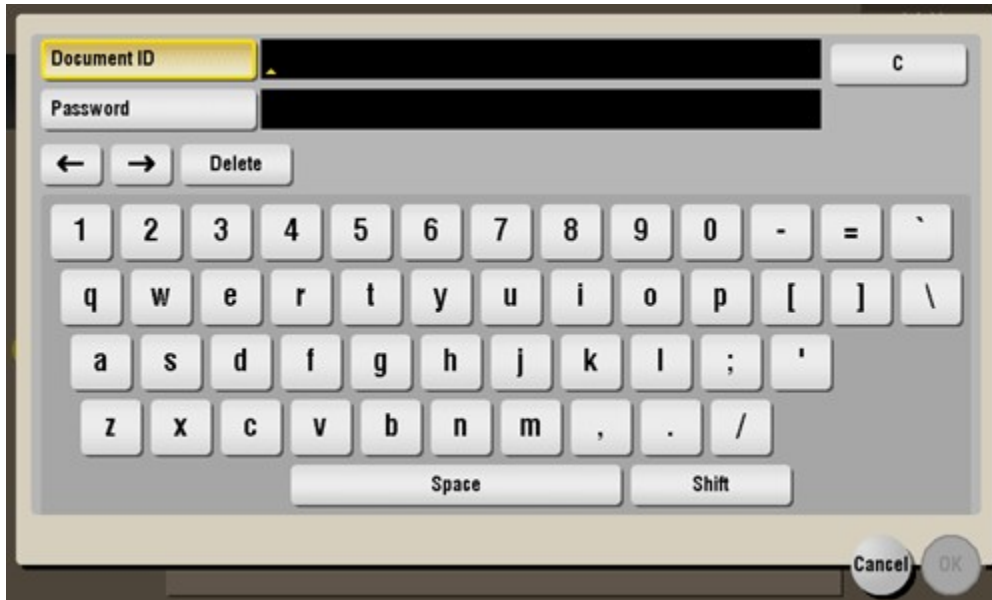 Document ID C
Password
← → Delete
1 2 3 4 5 6 7 8 9 0 - = `
q w e r t y u i o p [ ] \
a s d f g h j k l ; '
z x c v b n m , . /
Space Shift
Cancel OK